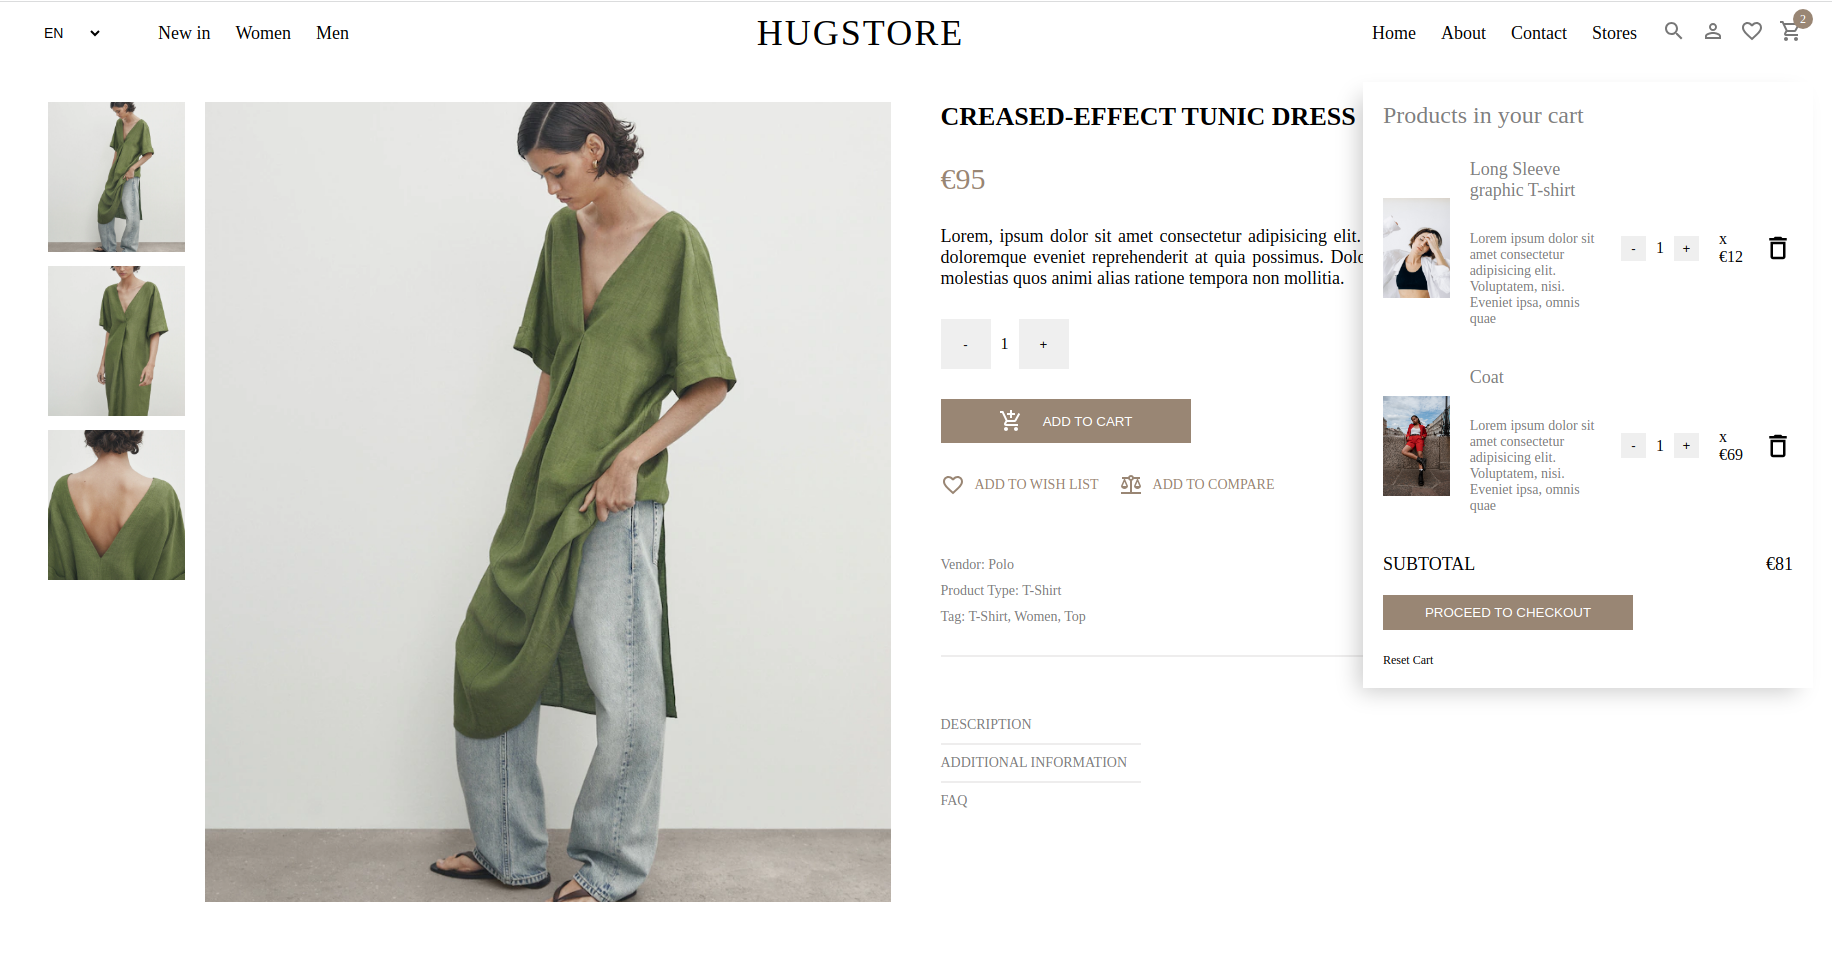 EN
New in Women Men
HUGSTORE
Home About Contact Stores
2
CREASED-EFFECT TUNIC DRESS
€95
Lorem, ipsum dolor sit amet consectetur adipisicing elit.
doloremque eveniet reprehenderit at quia possimus.
molestias quos animi alias ratione tempora non mollitia.
- 1 +
ADD TO CART
ADD TO WISH LIST ADD TO COMPARE
Vendor: Polo
Product Type: T-Shirt
Tag: T-Shirt, Women, Top
DESCRIPTION
ADDITIONAL INFORMATION
FAQ
Products in your cart
Long Sleeve
graphic T-shirt
Lorem ipsum dolor sit
amet consectetur
adipisicing elit.
Voluptatem, nisi.
Eveniet ipsa, omnis
quae
- 1 +
x
€12
Coat
Lorem ipsum dolor sit
amet consectetur
adipisicing elit.
Voluptatem, nisi.
Eveniet ipsa, omnis
quae
- 1 +
x
€69
SUBTOTAL €81
PROCEED TO CHECKOUT
Reset Cart